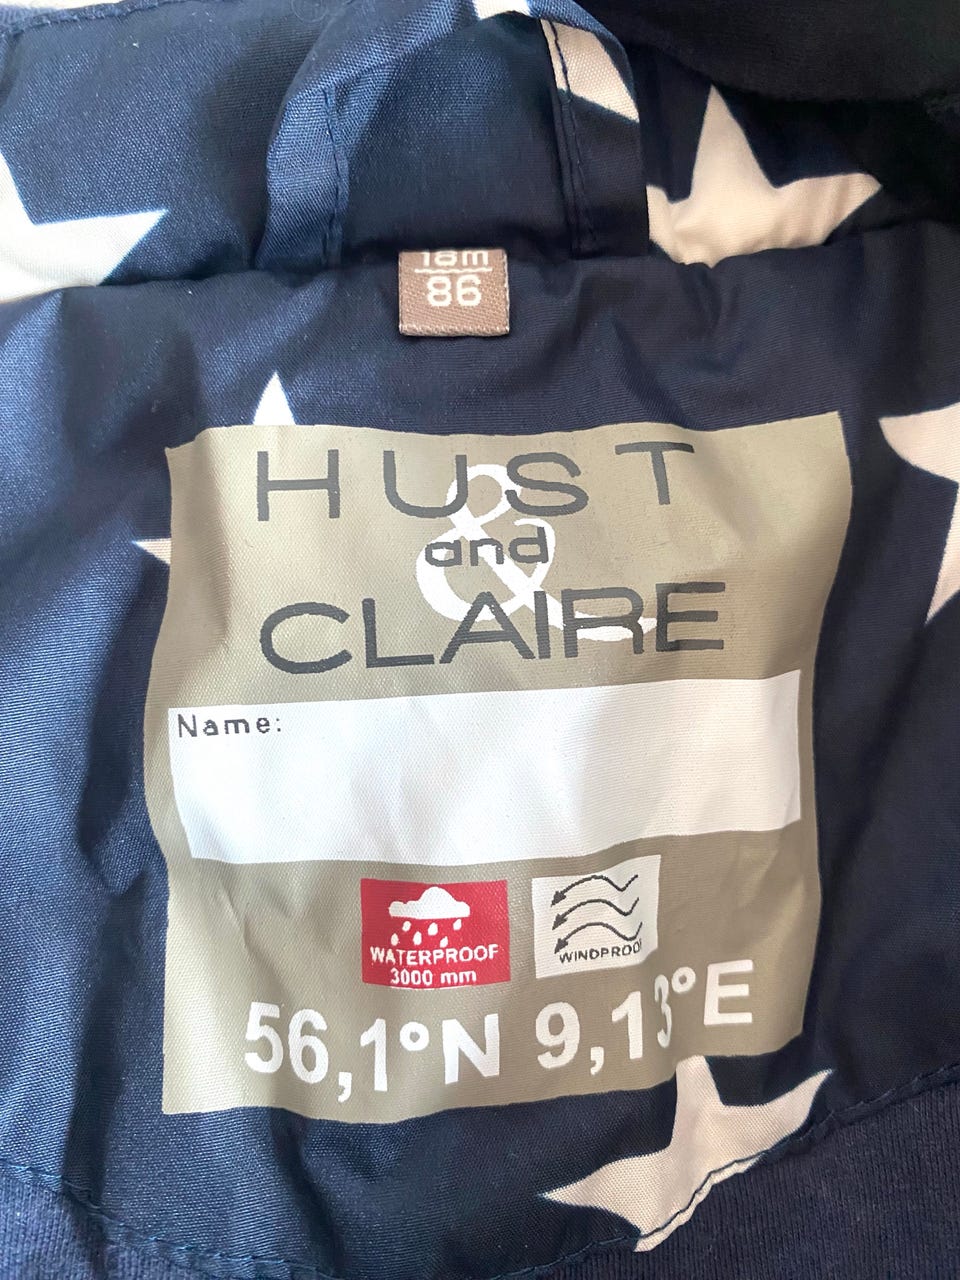 18m
86
HUST
&
and
CLAIRE
Name:
WATERPROOF
3000 mm
WINDPROOF
56,1°N 9,13°E